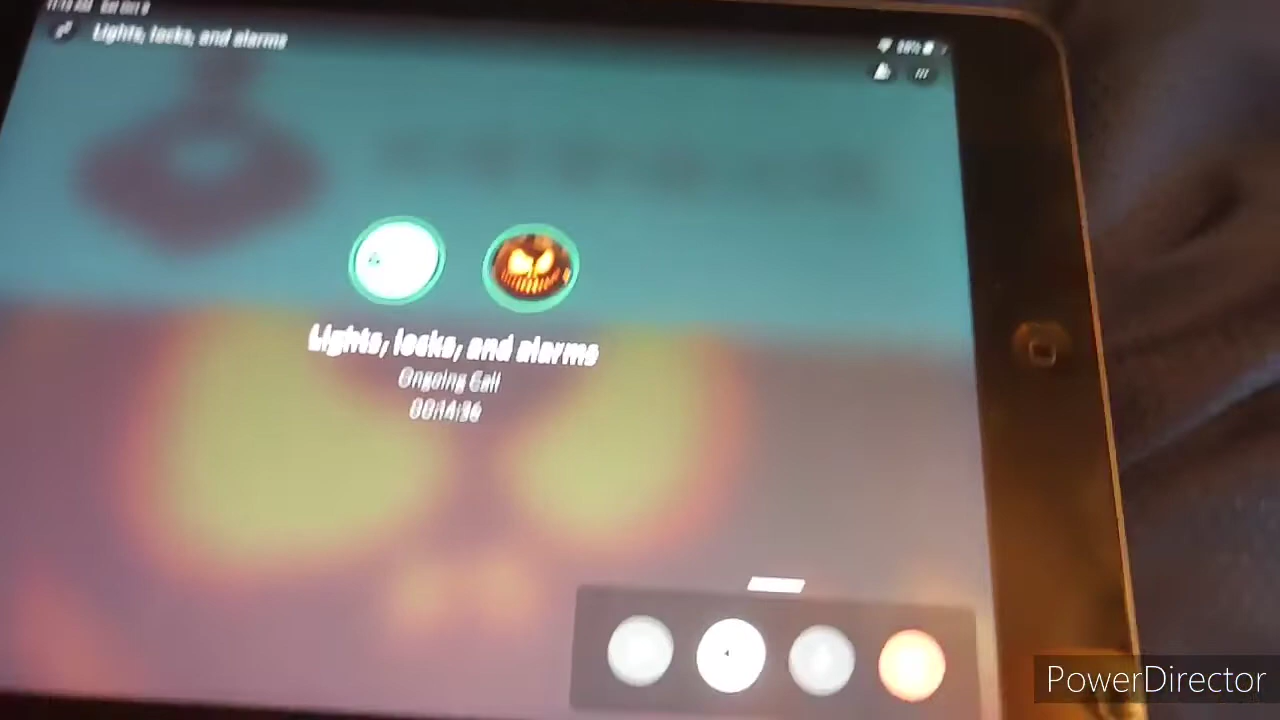 Lights, locks, and alarms
Lights, locks, and alarms
Ongoing Call
PowerDirector